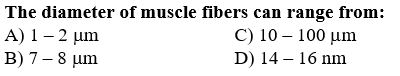 The diameter of muscle fibers can range from:
A) 1 – 2 µm C) 10 – 100 µm
B) 7 – 8 µm D) 14 – 16 nm